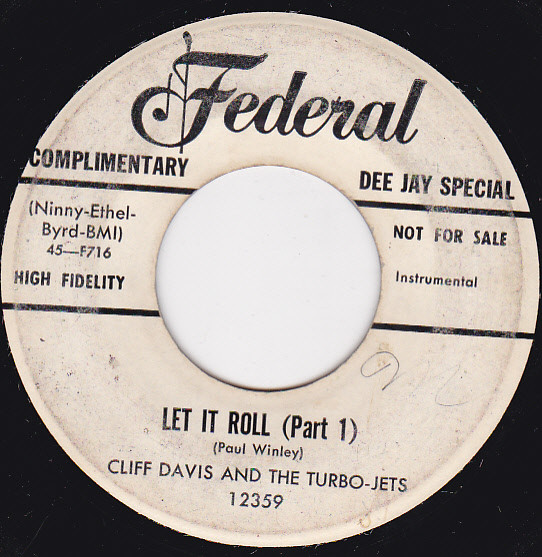 Federal
COMPLIMENTARY
DEE JAY SPECIAL
(Ninny-Ethel-
Byrd-BMI)
45—F716
NOT FOR SALE
HIGH FIDELITY
Instrumental
LET IT ROLL (Part 1)
(Paul Winley)
CLIFF DAVIS AND THE TURBO-JETS
12359